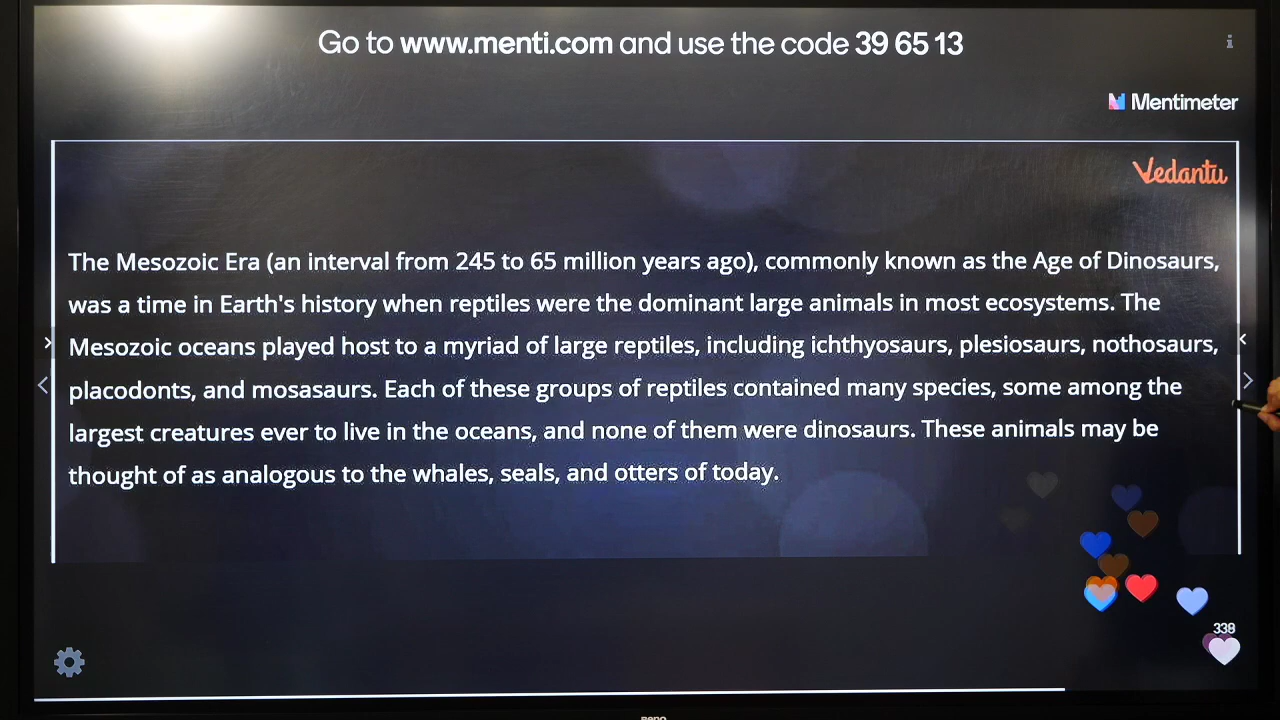 Go to www.menti.com and use the code 39 65 13
i
Mentimeter
Vedantu
The Mesozoic Era (an interval from 245 to 65 million years ago), commonly known as the Age of Dinosaurs,
was a time in Earth's history when reptiles were the dominant large animals in most ecosystems. The
Mesozoic oceans played host to a myriad of large reptiles, including ichthyosaurs, plesiosaurs, nothosaurs,
placodonts, and mosasaurs. Each of these groups of reptiles contained many species, some among the
largest creatures ever to live in the oceans, and none of them were dinosaurs. These animals may be
thought of as analogous to the whales, seals, and otters of today.
338